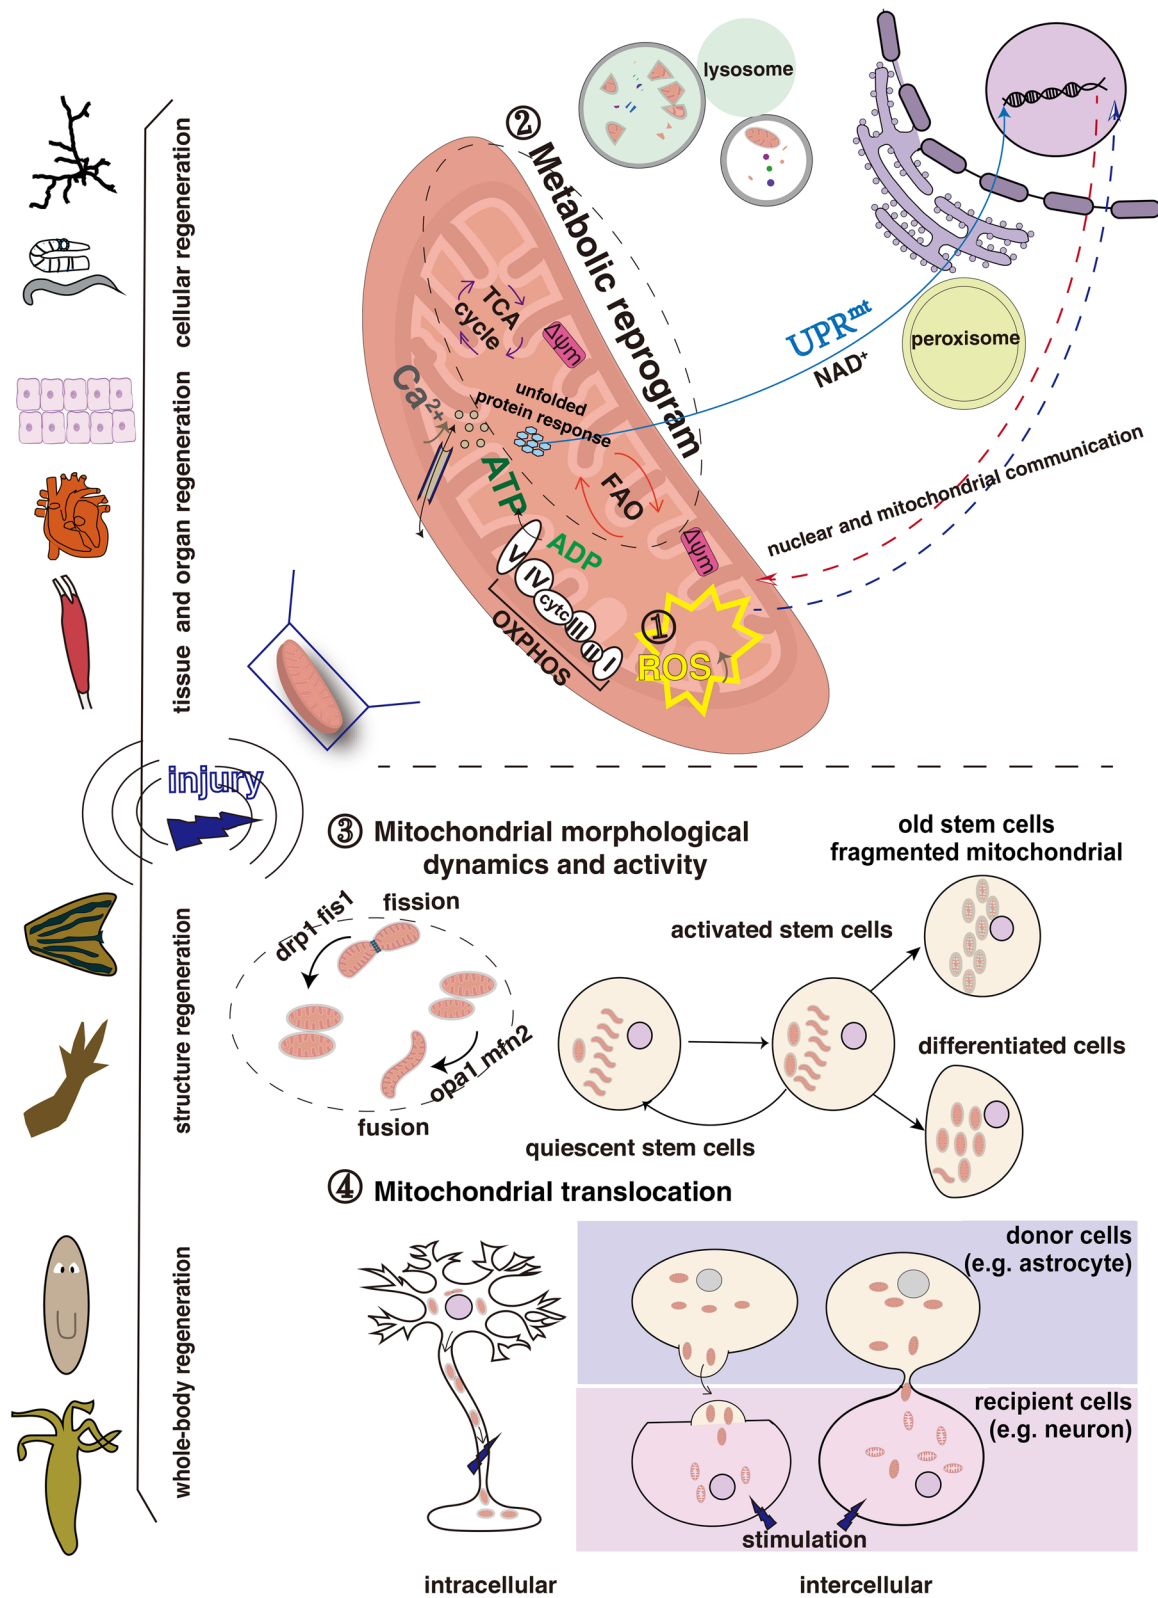 lysosome
② Metabolic reprogram
TCA
cycle
Δψm
Ca²⁺
unfolded
protein response
UPRᵐᵗ
NAD⁺
peroxisome
ATP
ADP
FAO
Δψm
nuclear and mitochondrial communication
V
IV
cytc
III
II
I
OXPHOS
①
ROS
cellular regeneration
tissue and organ regeneration
injury
structure regeneration
whole-body regeneration
③ Mitochondrial morphological
dynamics and activity
drp1 fis1
fission
opa1 mfn2
fusion
old stem cells
fragmented mitochondrial
activated stem cells
differentiated cells
quiescent stem cells
④ Mitochondrial translocation
donor cells
(e.g. astrocyte)
recipient cells
(e.g. neuron)
stimulation
intracellular
intercellular